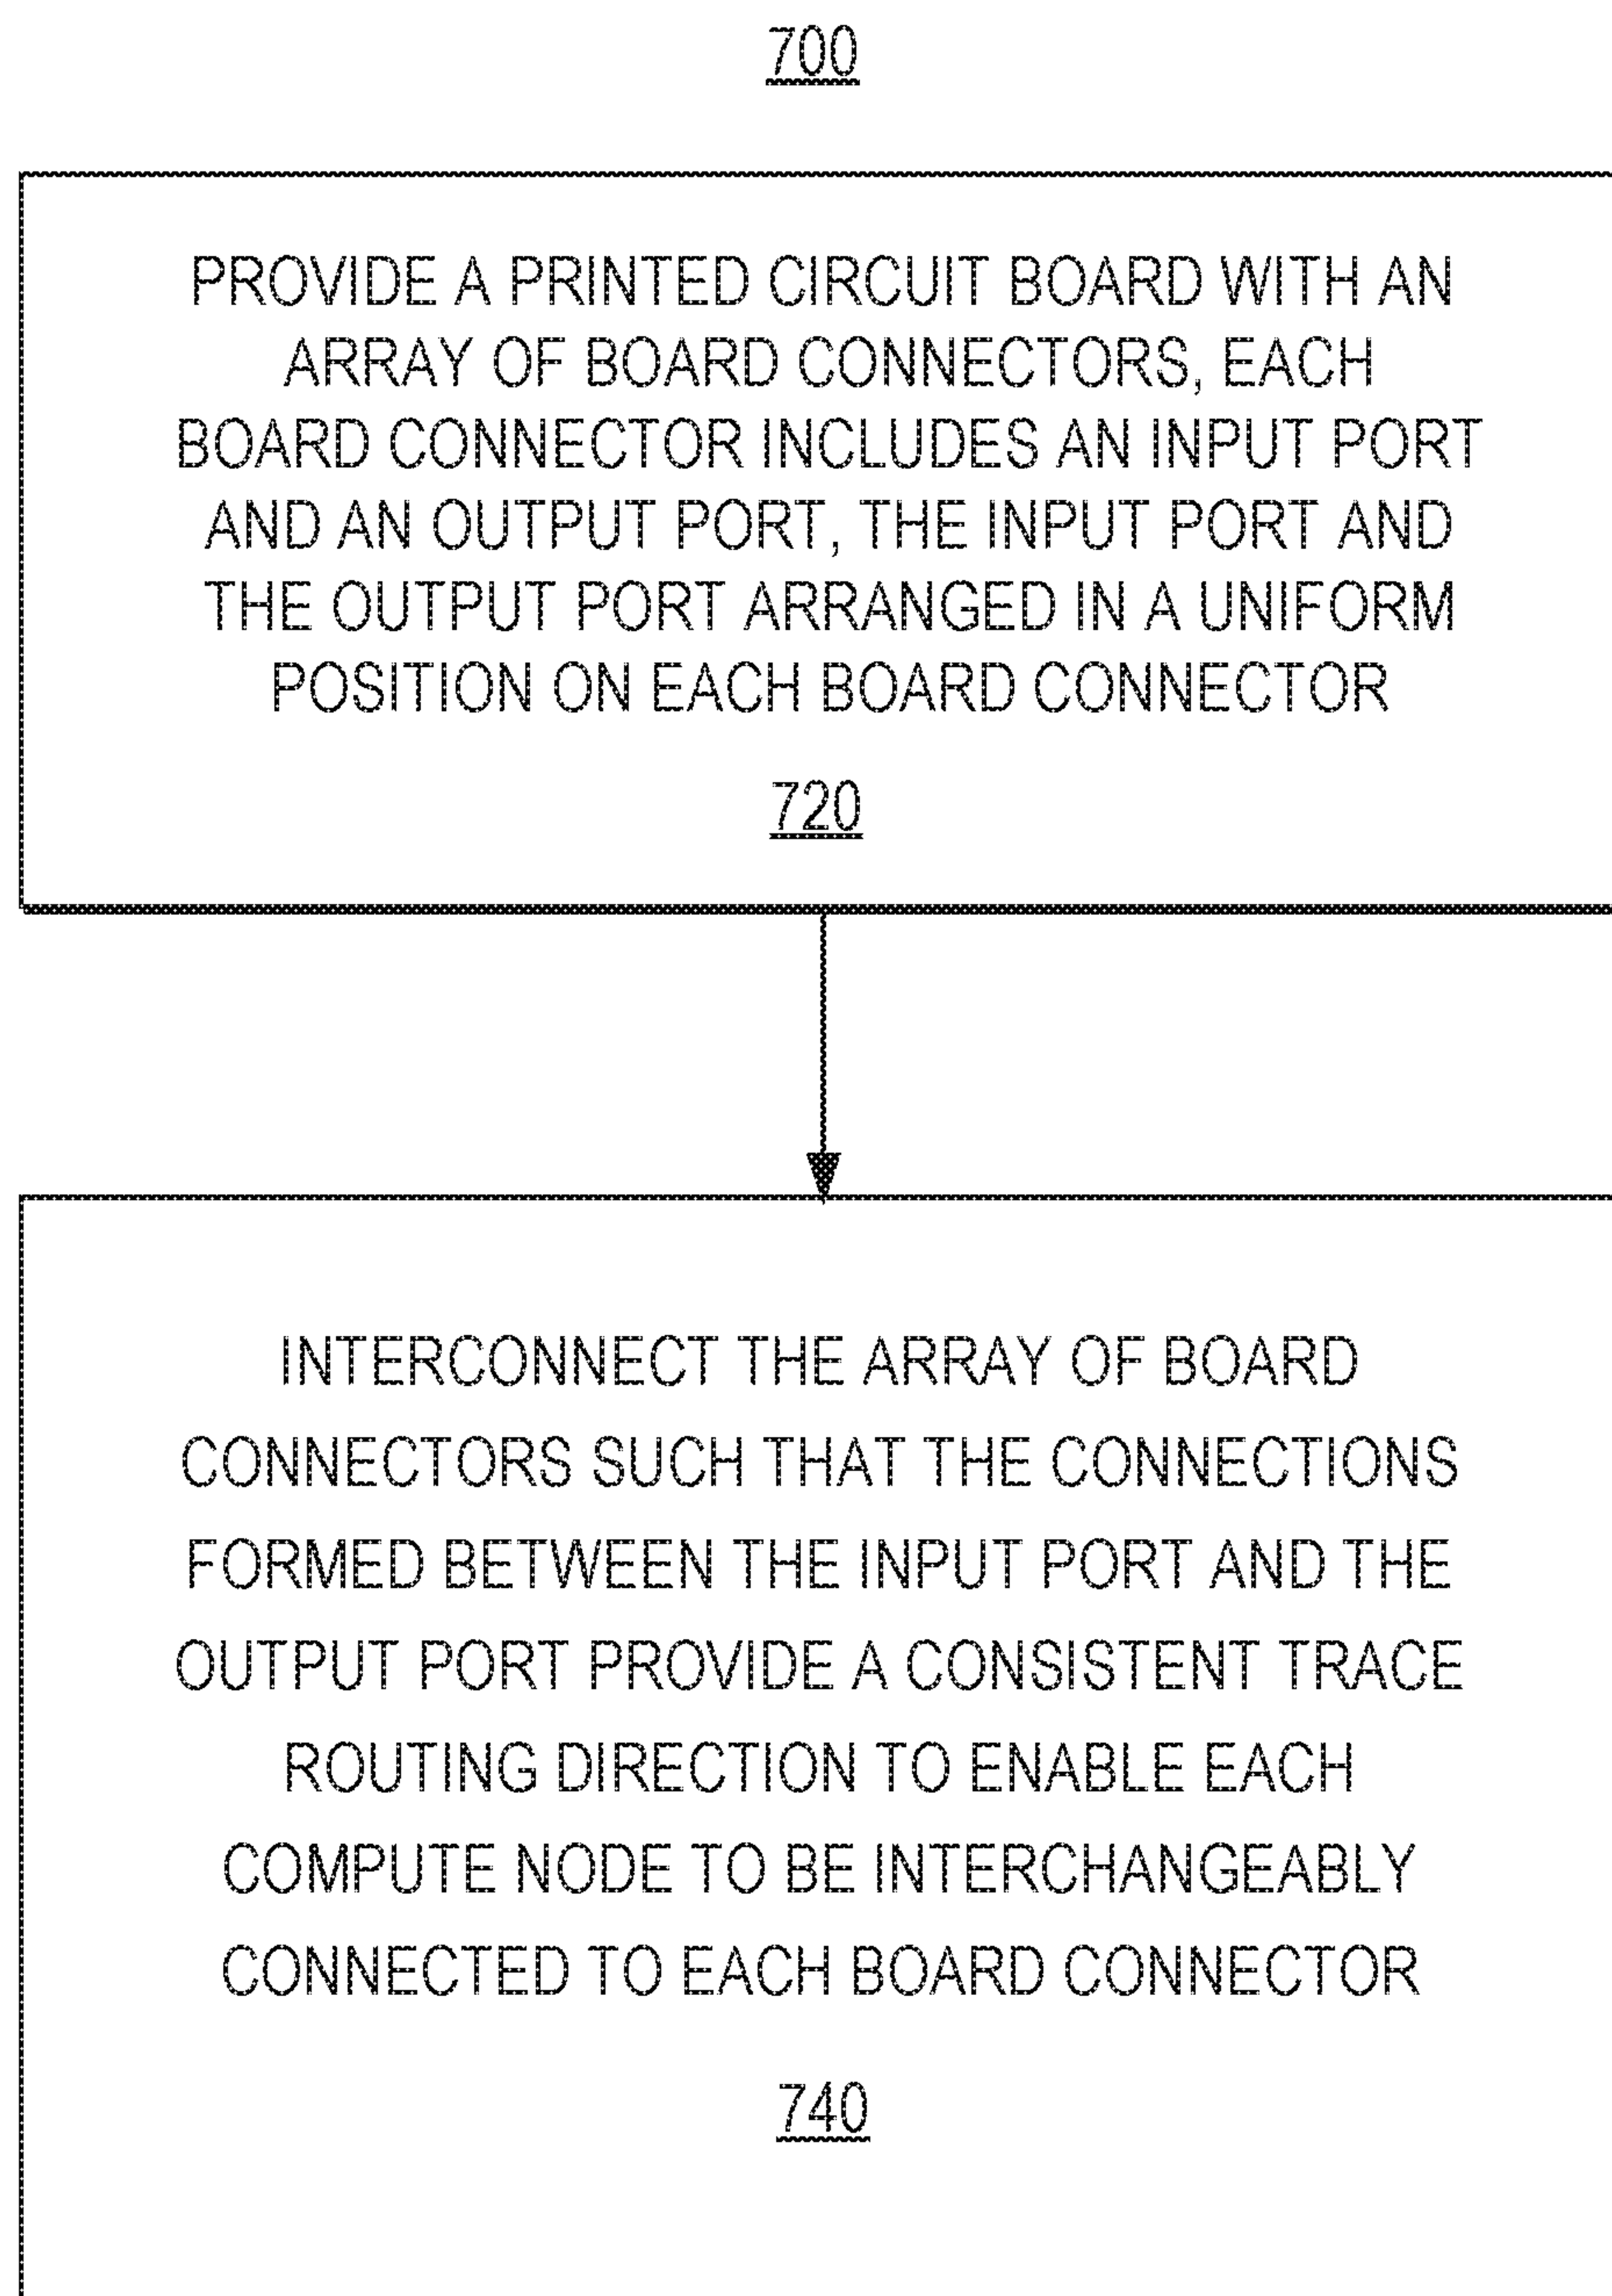 700
PROVIDE A PRINTED CIRCUIT BOARD WITH AN
ARRAY OF BOARD CONNECTORS, EACH
BOARD CONNECTOR INCLUDES AN INPUT PORT
AND AN OUTPUT PORT, THE INPUT PORT AND
THE OUTPUT PORT ARRANGED IN A UNIFORM
POSITION ON EACH BOARD CONNECTOR
720
INTERCONNECT THE ARRAY OF BOARD
CONNECTORS SUCH THAT THE CONNECTIONS
FORMED BETWEEN THE INPUT PORT AND THE
OUTPUT PORT PROVIDE A CONSISTENT TRACE
ROUTING DIRECTION TO ENABLE EACH
COMPUTE NODE TO BE INTERCHANGEABLY
CONNECTED TO EACH BOARD CONNECTOR
740